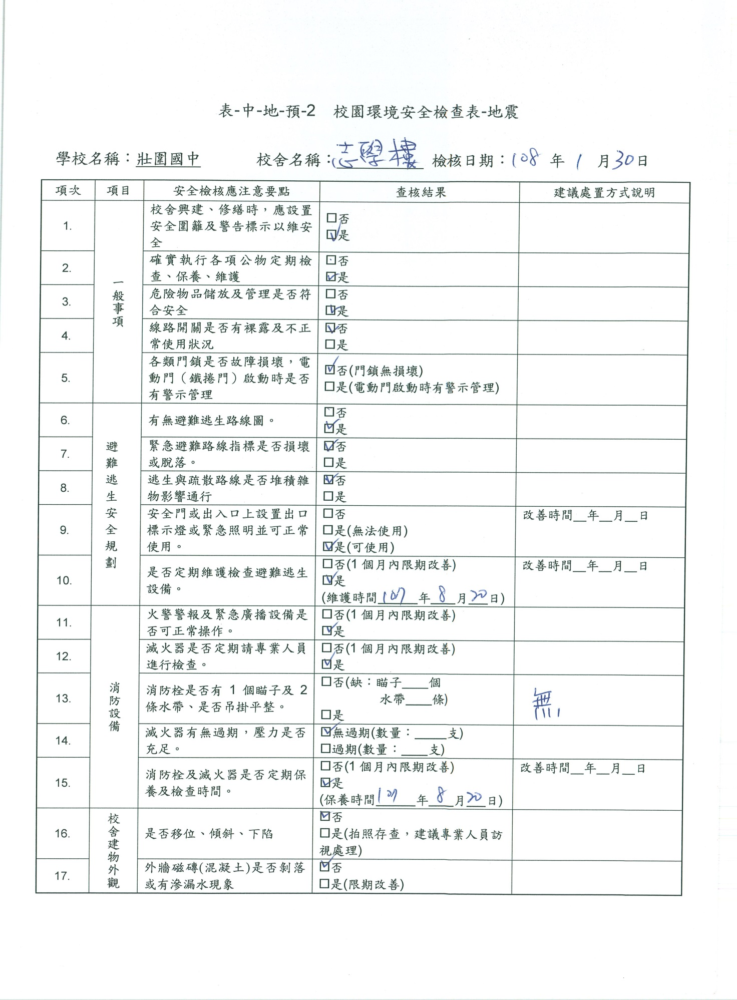 表-中-地-預-2 校園環境安全檢查表-地震
學校名稱：壯圍國中 校舍名稱：志學樓 檢核日期：108 年 1 月30日
項次 項目 安全檢核應注意要點 查核結果 建議處置方式說明
一般事項
1. 校舍興建、修繕時，應設置
安全圍籬及警告標示以維安
全
□否
☑是
2. 確實執行各項公物定期檢
查、保養、維護
□否
☑是
3. 危險物品儲放及管理是否符
合安全
□否
☑是
4. 線路開關是否有裸露及不正
常使用狀況
☑否
□是
5. 各類門鎖是否故障損壞，電
動門（鐵捲門）啟動時是否
有警示管理
☑否(門鎖無損壞)
□是(電動門啟動時有警示管理)
避難逃生安全規劃
6. 有無避難逃生路線圖。
□否
☑是
7. 緊急避難路線指標是否損壞
或脫落。
☑否
□是
8. 逃生與疏散路線是否堆積雜
物影響通行
☑否
□是
9. 安全門或出入口上設置出口
標示燈或緊急照明並可正常
使用。
□否
□是(無法使用)
☑是(可使用)
改善時間__年__月__日
10. 是否定期維護檢查避難逃生
設備。
□否(1 個月內限期改善)
☑是
(維護時間 107 年 8 月 20 日)
改善時間__年__月__日
消防設備
11. 火警警報及緊急廣播設備是
否可正常操作。
□否(1 個月內限期改善)
☑是
12. 滅火器是否定期請專業人員
進行檢查。
□否(1 個月內限期改善)
☑是
13. 消防栓是否有 1 個瞄子及 2
條水帶、是否吊掛平整。
□否(缺：瞄子____個
水帶____條)
□是
無
14. 滅火器有無過期，壓力是否
充足。
☑無過期(數量：_____支)
□過期(數量：____支)
15. 消防栓及滅火器是否定期保
養及檢查時間。
□否(1 個月內限期改善)
☑是
(保養時間 107 年 8 月 20 日)
改善時間__年__月__日
校舍建物外觀
16. 是否移位、傾斜、下陷
☑否
□是(拍照存查，建議專業人員訪
視處理)
17. 外牆磁磚(混凝土)是否剝落
或有滲漏水現象
☑否
□是(限期改善)